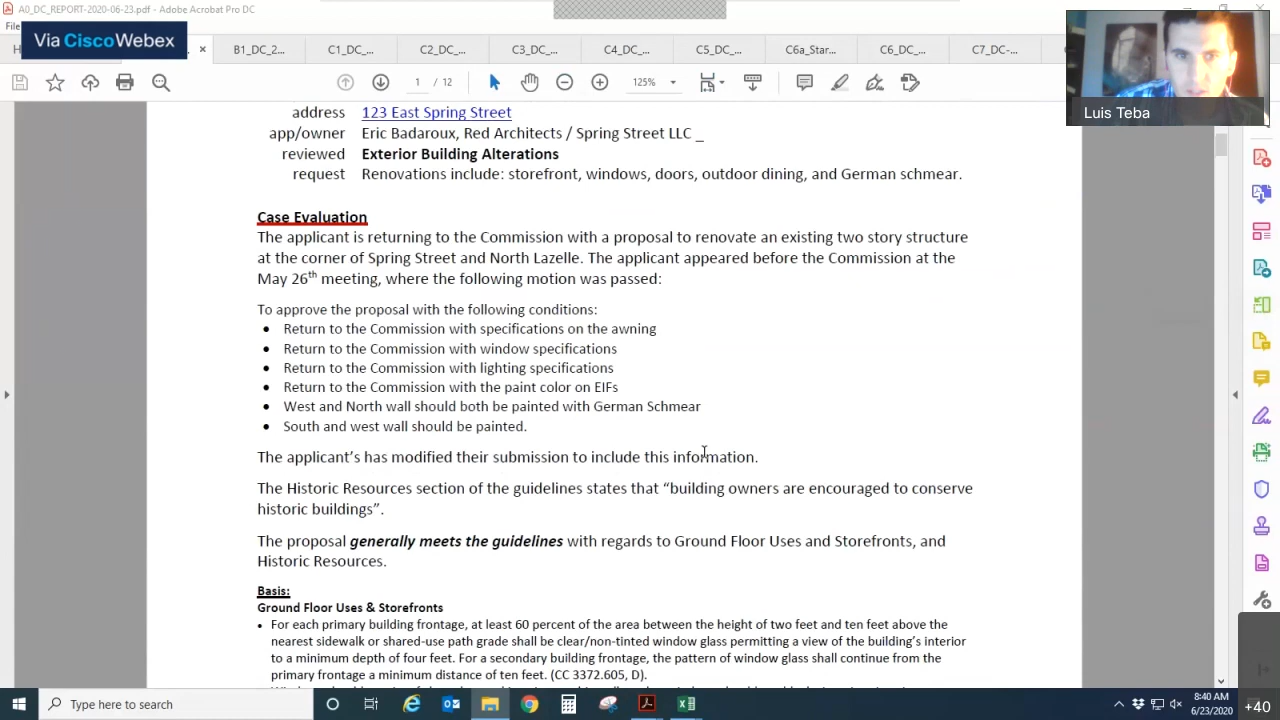 A0_DC_REPORT-2020-06-23.pdf - Adobe Acrobat Pro DC
Via Cisco Webex
B1_DC_2...
C1_DC_...
C2_DC_...
C3_DC_...
C4_DC_...
C5_DC_...
C6a_Star...
C6_DC_...
C7_DC-...
1 / 12
125%
Luis Teba
address 123 East Spring Street
app/owner Eric Badaroux, Red Architects / Spring Street LLC _
reviewed Exterior Building Alterations
request Renovations include: storefront, windows, doors, outdoor dining, and German schmear.
Case Evaluation
The applicant is returning to the Commission with a proposal to renovate an existing two story structure
at the corner of Spring Street and North Lazelle. The applicant appeared before the Commission at the
May 26th meeting, where the following motion was passed:
To approve the proposal with the following conditions:
• Return to the Commission with specifications on the awning
• Return to the Commission with window specifications
• Return to the Commission with lighting specifications
• Return to the Commission with the paint color on EIFs
• West and North wall should both be painted with German Schmear
• South and west wall should be painted.
The applicant's has modified their submission to include this information.
The Historic Resources section of the guidelines states that “building owners are encouraged to conserve
historic buildings”.
The proposal generally meets the guidelines with regards to Ground Floor Uses and Storefronts, and
Historic Resources.
Basis:
Ground Floor Uses & Storefronts
• For each primary building frontage, at least 60 percent of the area between the height of two feet and ten feet above the
nearest sidewalk or shared-use path grade shall be clear/non-tinted window glass permitting a view of the building's interior
to a minimum depth of four feet. For a secondary building frontage, the pattern of window glass shall continue from the
primary frontage a minimum distance of ten feet. (CC 3372.605, D).
Type here to search
8:40 AM
6/23/2020
+40